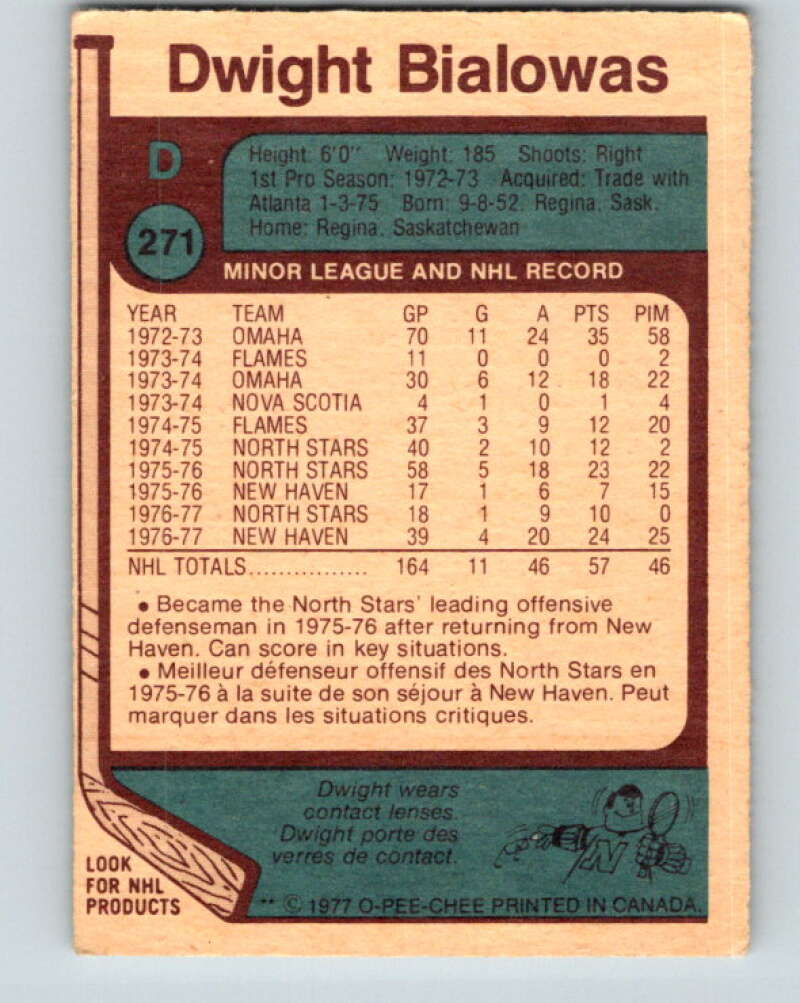 Dwight Bialowas
D
Height: 6'0" Weight: 185 Shoots: Right
1st Pro Season: 1972-73 Acquired: Trade with
Atlanta 1-3-75 Born: 9-8-52. Regina. Sask.
Home: Regina. Saskatchewan
271
MINOR LEAGUE AND NHL RECORD
YEAR TEAM GP G A PTS PIM
1972-73 OMAHA 70 11 24 35 58
1973-74 FLAMES 11 0 0 0 2
1973-74 OMAHA 30 6 12 18 22
1973-74 NOVA SCOTIA 4 1 0 1 4
1974-75 FLAMES 37 3 9 12 20
1974-75 NORTH STARS 40 2 10 12 2
1975-76 NORTH STARS 58 5 18 23 22
1975-76 NEW HAVEN 17 1 6 7 15
1976-77 NORTH STARS 18 1 9 10 0
1976-77 NEW HAVEN 39 4 20 24 25
NHL TOTALS................ 164 11 46 57 46
• Became the North Stars' leading offensive
defenseman in 1975-76 after returning from New
Haven. Can score in key situations.
• Meilleur défenseur offensif des North Stars en
1975-76 à la suite de son séjour à New Haven. Peut
marquer dans les situations critiques.
Dwight wears
contact lenses.
Dwight porte des
verres de contact.
N
LOOK
FOR NHL
PRODUCTS
** © 1977 O-PEE-CHEE PRINTED IN CANADA.